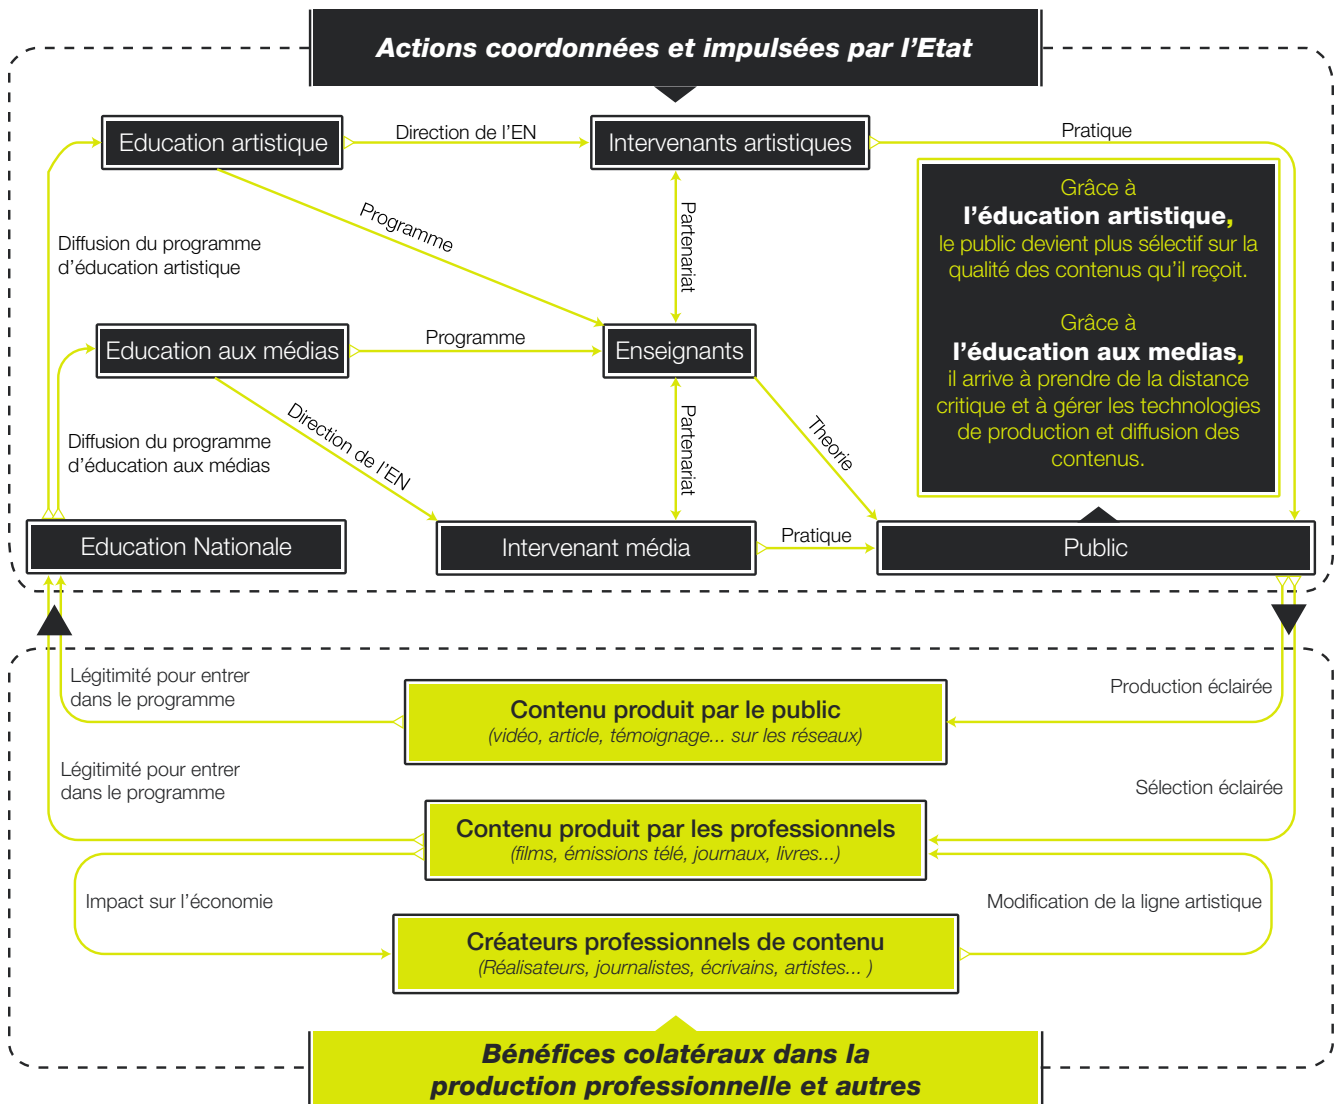 Actions coordonnées et impulsées par l’Etat
Education artistique
Direction de l’EN
Intervenants artistiques
Pratique
Grâce à
l’éducation artistique,
le public devient plus sélectif sur la
qualité des contenus qu’il reçoit.
Grâce à
l’éducation aux medias,
il arrive à prendre de la distance
critique et à gérer les technologies
de production et diffusion des
contenus.
Programme
Partenariat
Diffusion du programme
d’éducation artistique
Education aux médias
Programme
Enseignants
Diffusion du programme
d’éducation aux médias
Direction de l’EN
Partenariat
Theorie
Education Nationale
Intervenant média
Pratique
Public
Légitimité pour entrer
dans le programme
Contenu produit par le public
(vidéo, article, témoignage... sur les réseaux)
Production éclairée
Légitimité pour entrer
dans le programme
Contenu produit par les professionnels
(films, émissions télé, journaux, livres...)
Sélection éclairée
Impact sur l’économie
Modification de la ligne artistique
Créateurs professionnels de contenu
(Réalisateurs, journalistes, écrivains, artistes... )
Bénéfices colatéraux dans la
production professionnelle et autres